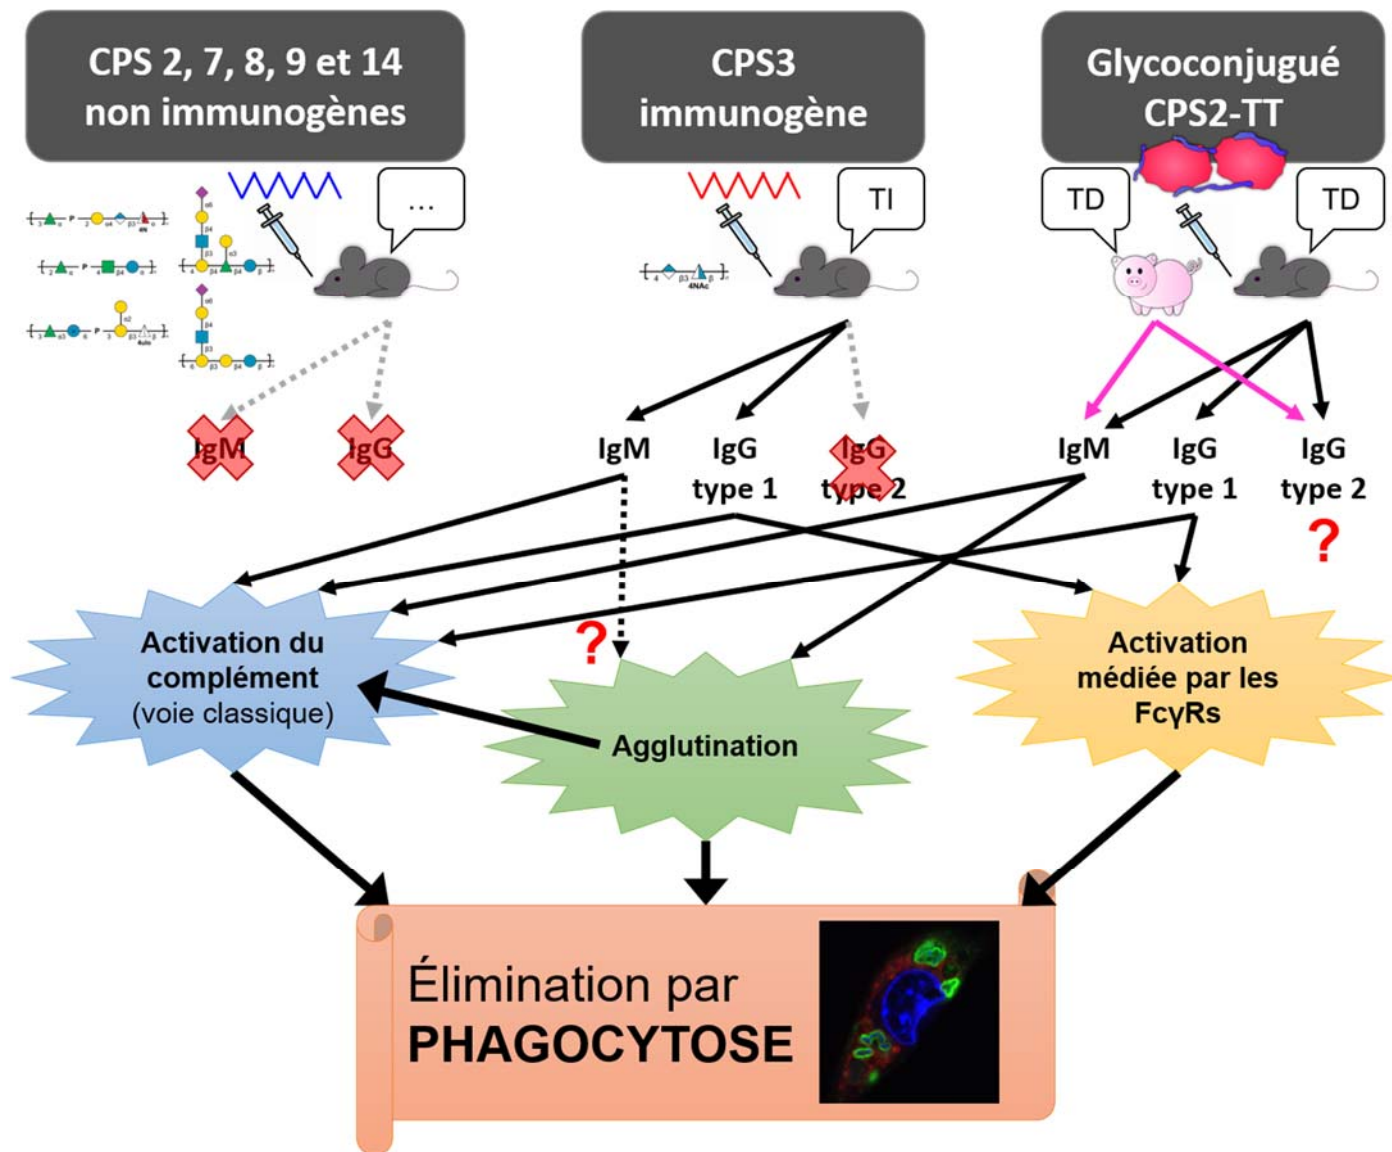 CPS 2, 7, 8, 9 et 14
non immunogènes
CPS3
immunogène
Glycoconjugué
CPS2-TT
...
TI
TD
TD
4NAc
IgM
IgG
IgM
IgG
type 1
IgG
type 2
IgM
IgG
type 1
IgG
type 2
?
?
Activation du
complément
(voie classique)
Agglutination
Activation
médiée par les
FcγRs
Élimination par
PHAGOCYTOSE